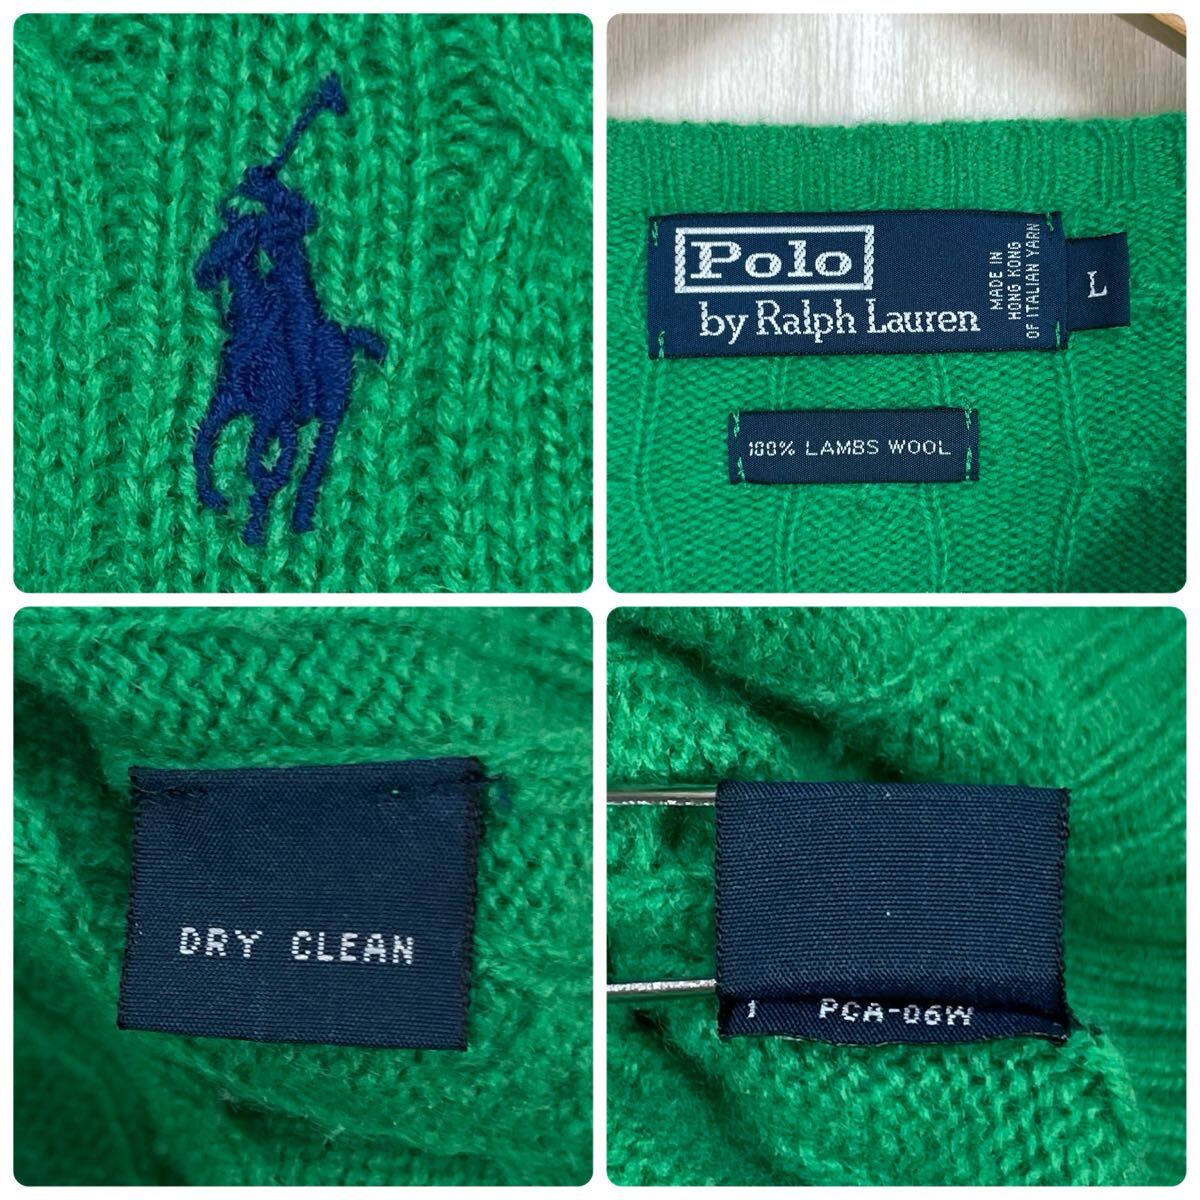 Polo
by Ralph Lauren
MADE IN
HONG KONG
OF ITALIAN YARN
L
100% LAMBS WOOL
DRY CLEAN
1 PCA-06W